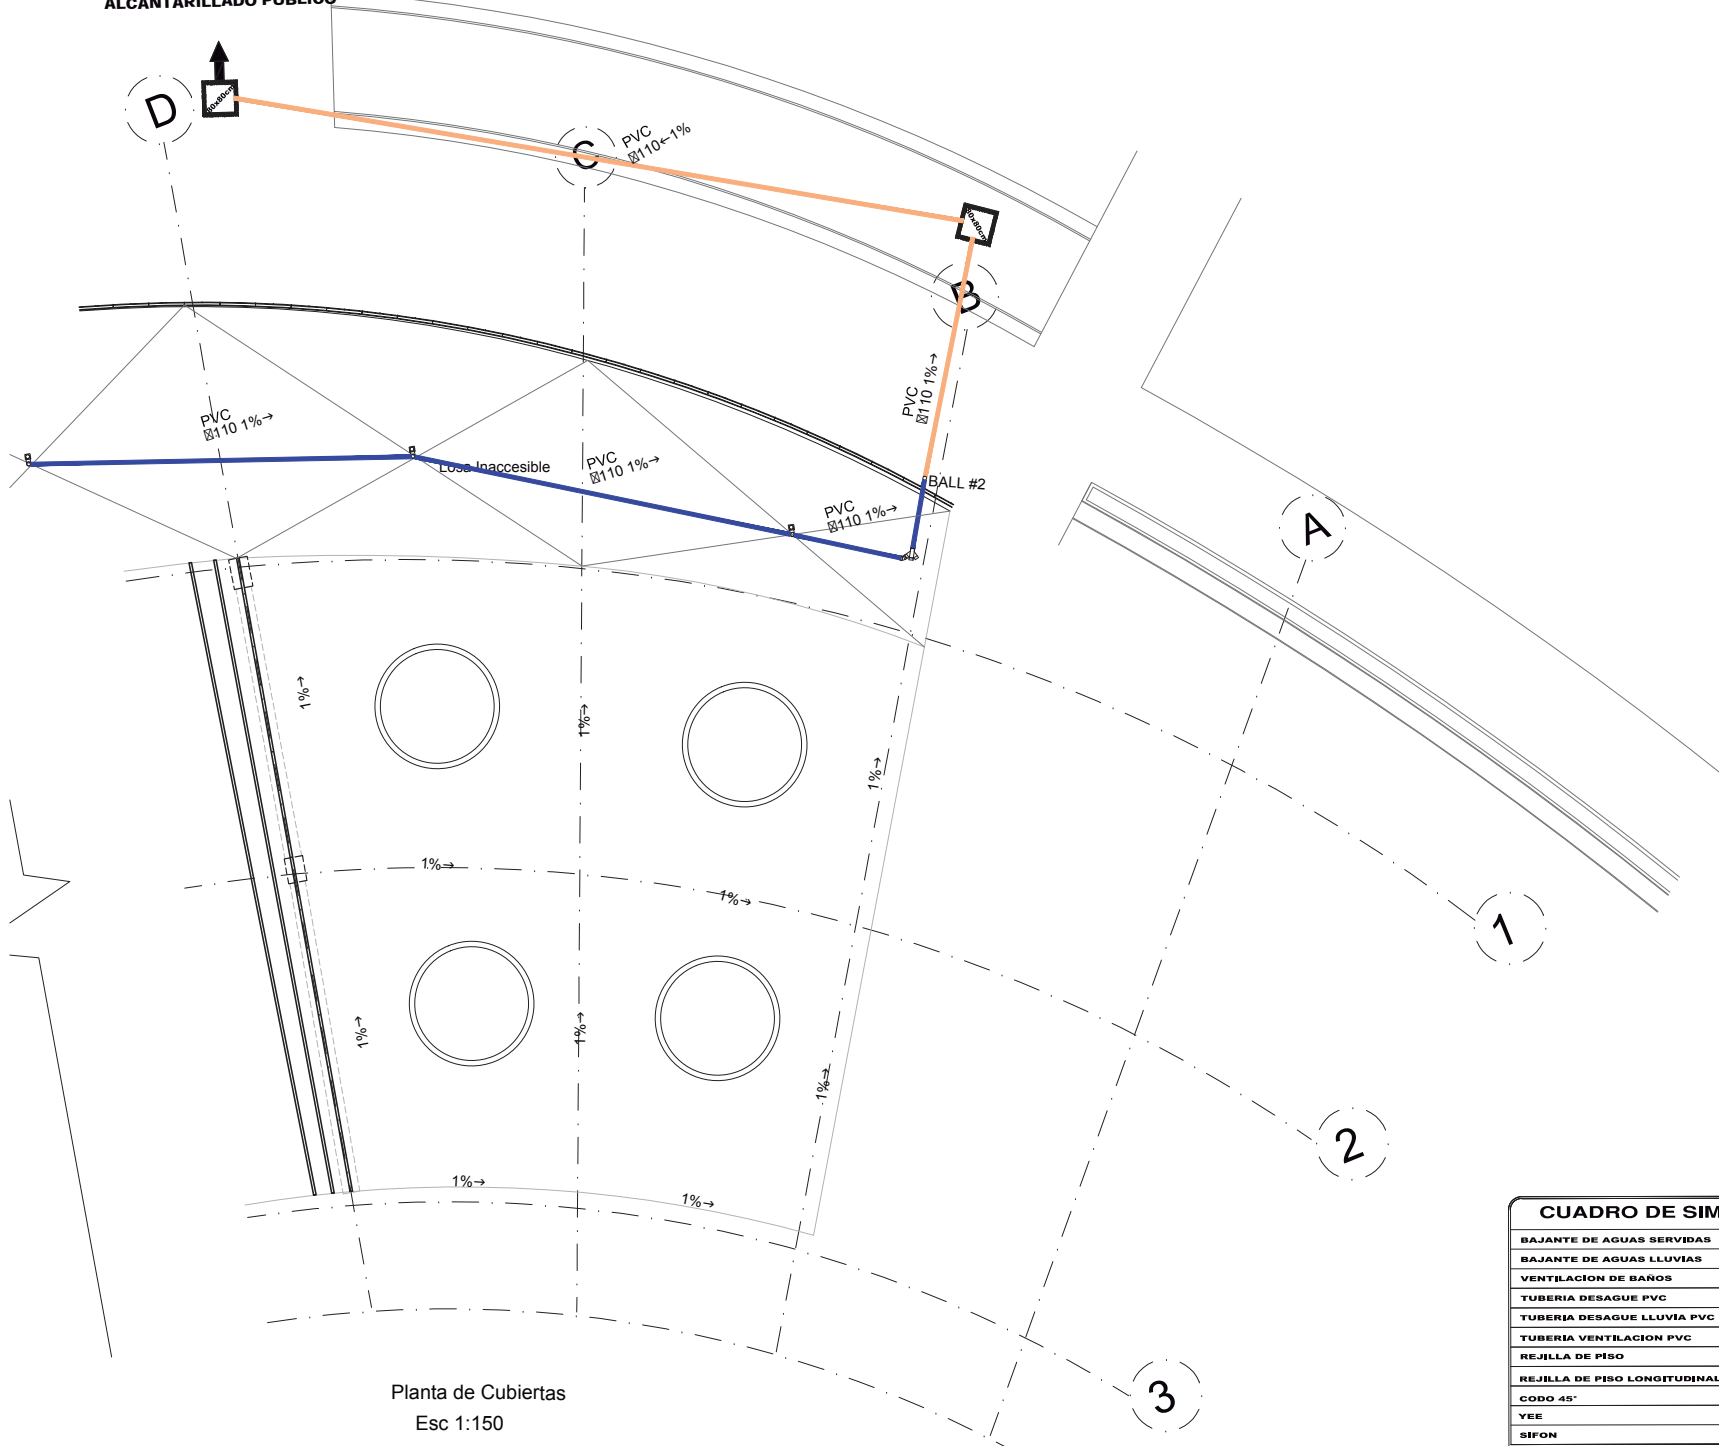 ALCANTARILLADO PUBLICO
80x80cm
D
C
PVC
110←1%
80x80cm
B
PVC
110 1%→
PVC
110 1%→
Losa Inaccesible
PVC
110 1%→
PVC
110 1%→
BALL #2
A
1%→
1%→
1%→
1%→
1%→
1
1%→
1%→
1%→
2
1%→
1%→
3
Planta de Cubiertas
Esc 1:150
CUADRO DE SIM
BAJANTE DE AGUAS SERVIDAS
BAJANTE DE AGUAS LLUVIAS
VENTILACIÓN DE BAÑOS
TUBERIA DESAGUE PVC
TUBERIA DESAGUE LLUVIA PVC
TUBERIA VENTILACION PVC
REJILLA DE PISO
REJILLA DE PISO LONGITUDINAL
CODO 45°
YEE
SIFON